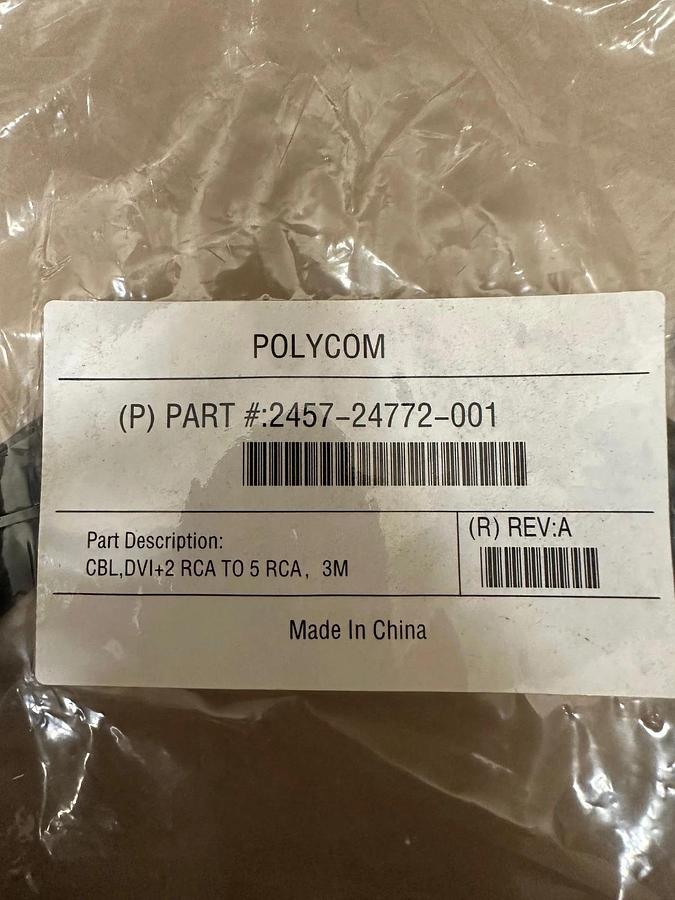 POLYCOM
(P) PART #:2457-24772-001
Part Description:
CBL,DVI+2 RCA TO 5 RCA, 3M
(R) REV:A
Made In China